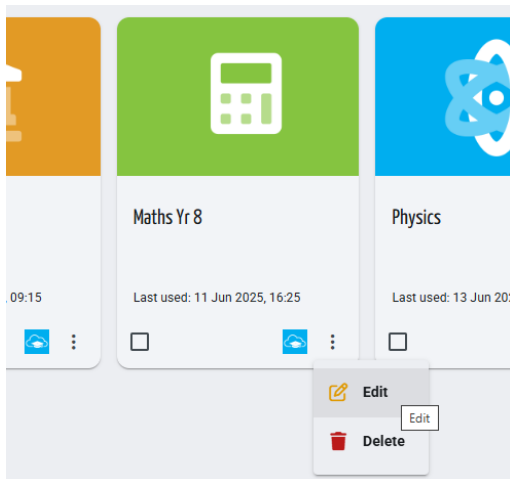 Maths Yr 8
Physics
, 09:15
Last used: 11 Jun 2025, 16:25
Last used: 13 Jun 20
Edit
Edit
Delete